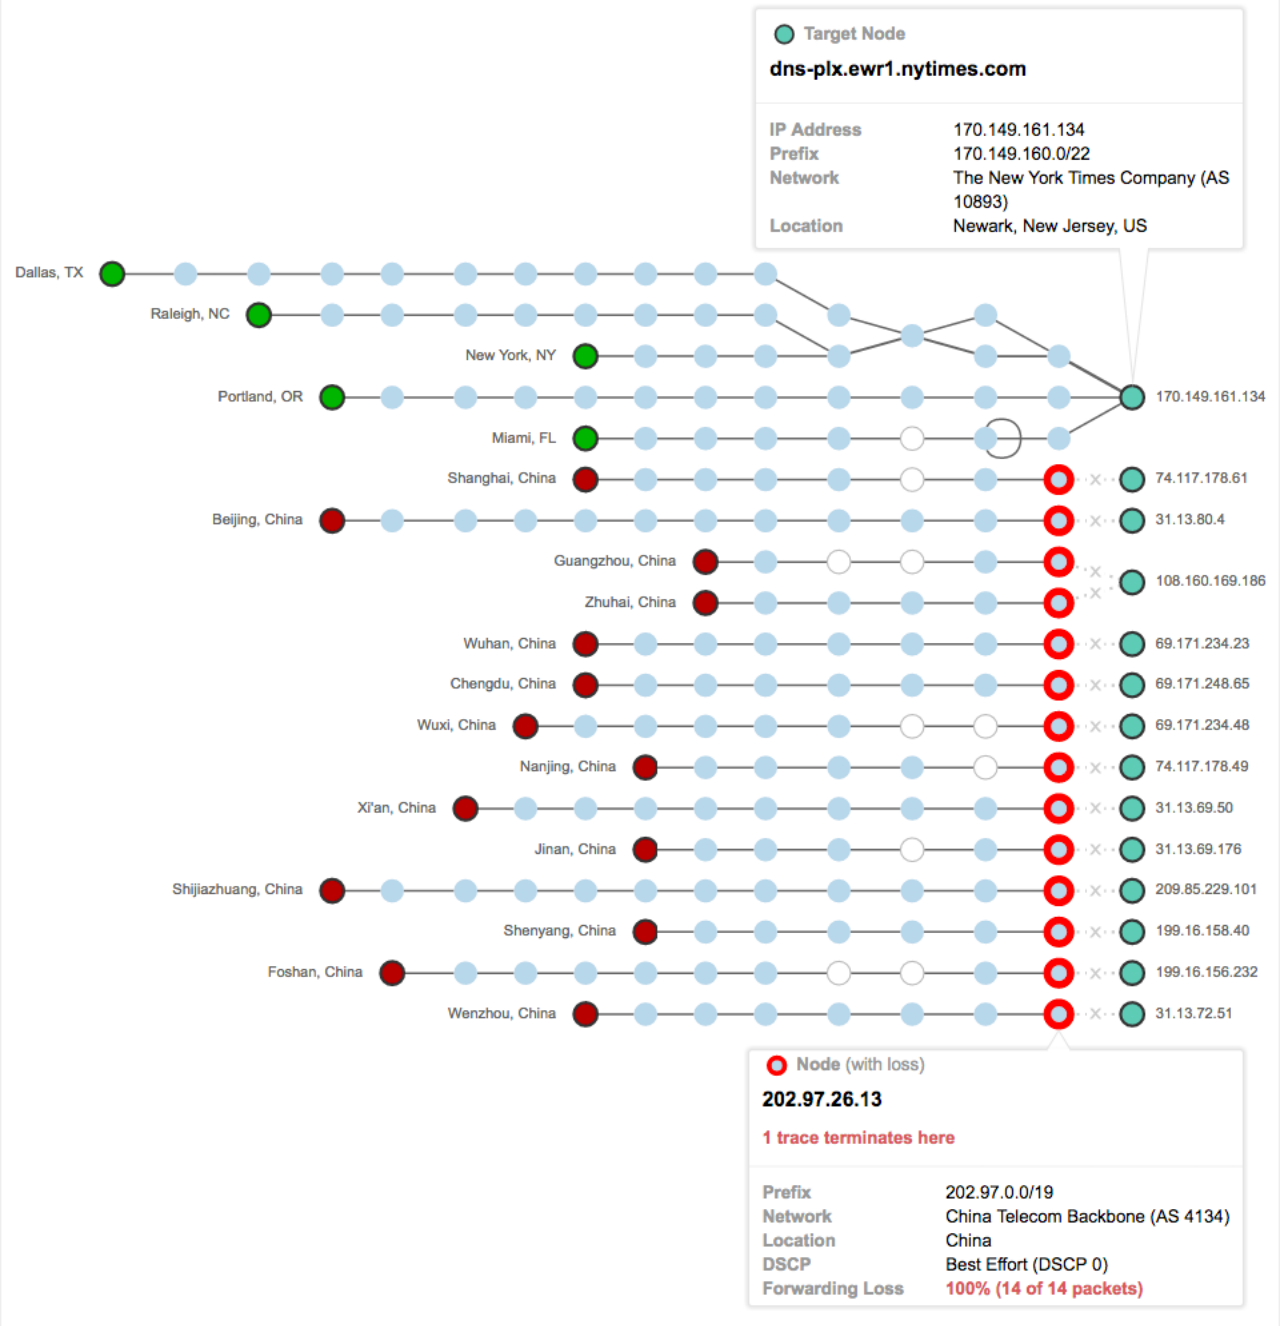 Target Node
dns-plx.ewr1.nytimes.com
IP Address 170.149.161.134
Prefix 170.149.160.0/22
Network The New York Times Company (AS
10893)
Location Newark, New Jersey, US
Dallas, TX
Raleigh, NC
New York, NY
Portland, OR 170.149.161.134
Miami, FL
Shanghai, China x 74.117.178.61
Beijing, China x 31.13.80.4
Guangzhou, China x
108.160.169.186
Zhuhai, China x
Wuhan, China x 69.171.234.23
Chengdu, China x 69.171.248.65
Wuxi, China x 69.171.234.48
Nanjing, China x 74.117.178.49
Xi'an, China x 31.13.69.50
Jinan, China x 31.13.69.176
Shijiazhuang, China x 209.85.229.101
Shenyang, China x 199.16.158.40
Foshan, China x 199.16.156.232
Wenzhou, China x 31.13.72.51
Node (with loss)
202.97.26.13
1 trace terminates here
Prefix 202.97.0.0/19
Network China Telecom Backbone (AS 4134)
Location China
DSCP Best Effort (DSCP 0)
Forwarding Loss 100% (14 of 14 packets)